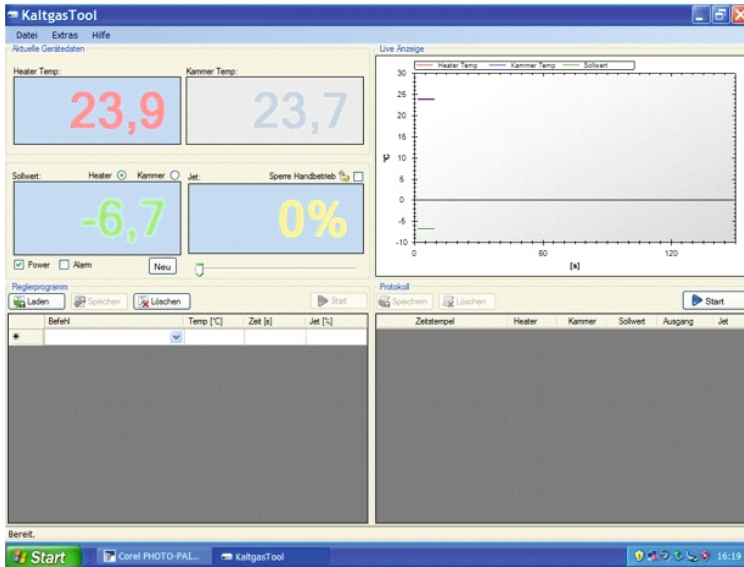 KaltgasTool
Datei Extras Hilfe
Aktuelle Gerätedaten
Heater Temp:
Kammer Temp:
23,9
23,7
Sollwert: Heater Kammer
Jet: Sperre Handbetrieb
-6,7
0%
Power Alarm Neu
Live Anzeige
Heater Temp Kammer Temp Sollwert
30
25
20
15
10
5
0
-5
-10
°C
0 60 120
[s]
Reglerprogramm
Laden Speichen Löschen Start
Befehl Temp [°C] Zeit [s] Jet [%]
Protokoll
Speichern Löschen Start
Zeitstempel Heater Kammer Sollwert Ausgang Jet
Bereit.
Start Corel PHOTO-PAI... KaltgasTool 16:19